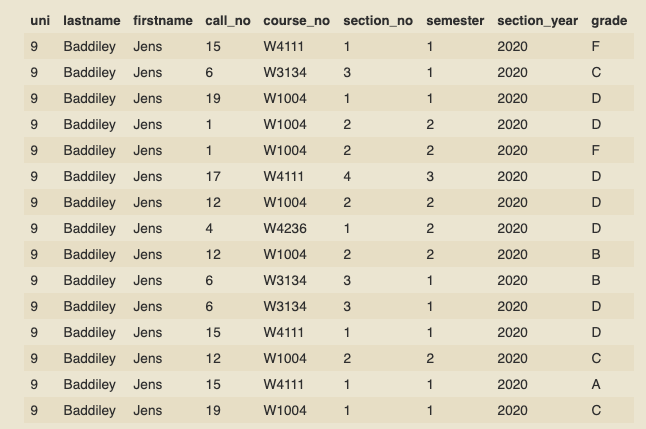 uni lastname firstname call_no course_no section_no semester section_year grade
9 Baddiley Jens 15 W4111 1 1 2020 F
9 Baddiley Jens 6 W3134 3 1 2020 C
9 Baddiley Jens 19 W1004 1 1 2020 D
9 Baddiley Jens 1 W1004 2 2 2020 D
9 Baddiley Jens 1 W1004 2 2 2020 F
9 Baddiley Jens 17 W4111 4 3 2020 D
9 Baddiley Jens 12 W1004 2 2 2020 D
9 Baddiley Jens 4 W4236 1 2 2020 D
9 Baddiley Jens 12 W1004 2 2 2020 B
9 Baddiley Jens 6 W3134 3 1 2020 B
9 Baddiley Jens 6 W3134 3 1 2020 D
9 Baddiley Jens 15 W4111 1 1 2020 D
9 Baddiley Jens 12 W1004 2 2 2020 C
9 Baddiley Jens 15 W4111 1 1 2020 A
9 Baddiley Jens 19 W1004 1 1 2020 C